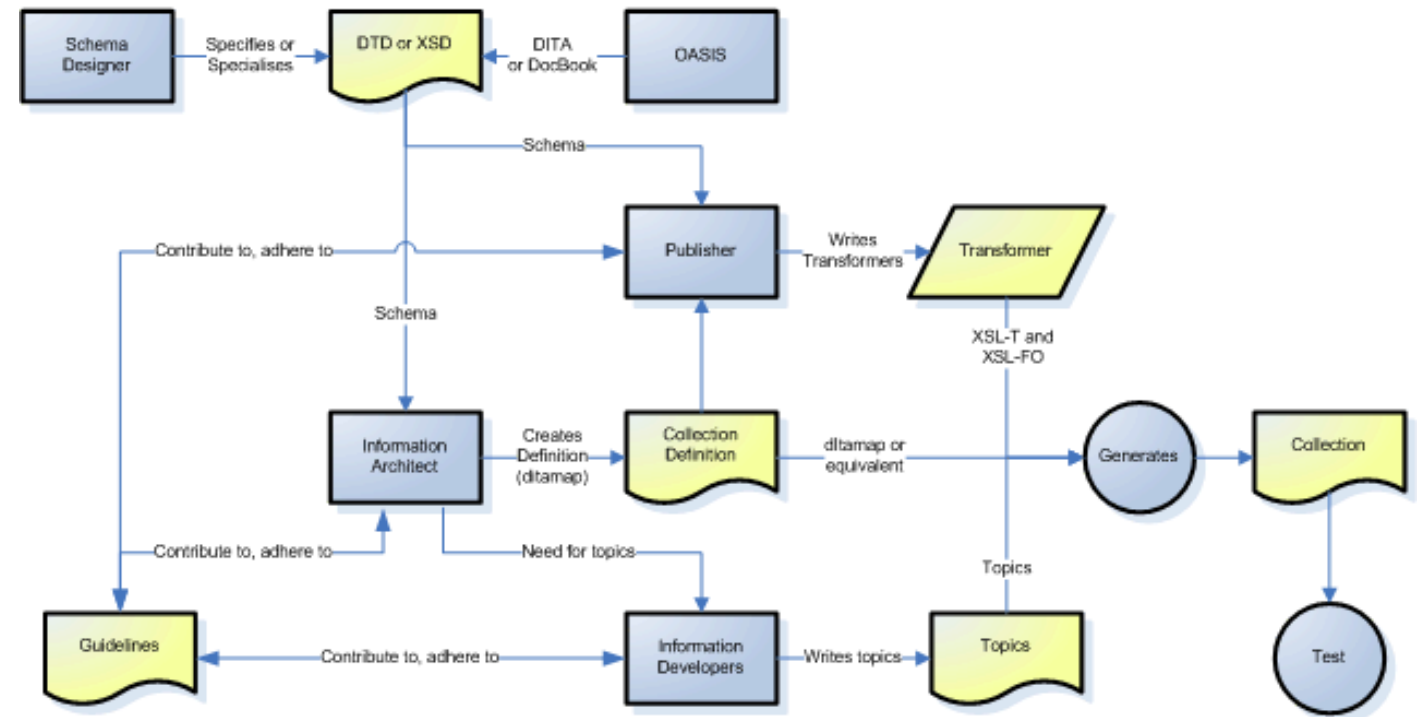 Schema
Designer
Specifies or
Specialises
DTD or XSD
DITA
or DocBook
OASIS
Schema
Contribute to, adhere to
Publisher
Writes
Transformers
Transformer
Schema
XSL-T and
XSL-FO
Information
Architect
Creates
Definition
(ditamap)
Collection
Definition
dItamap or
equivalent
Generates
Collection
Contribute to, adhere to
Need for topics
Topics
Guidelines
Contribute to, adhere to
Information
Developers
Writes topics
Topics
Test